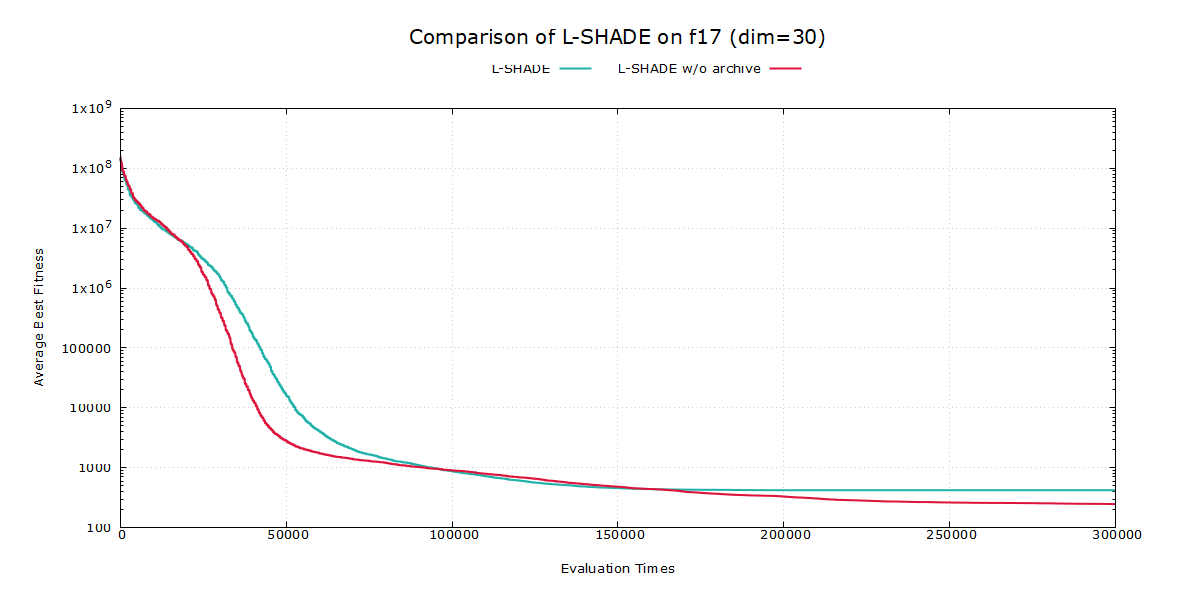 Comparison of L-SHADE on f17 (dim=30)
L-SHADE L-SHADE w/o archive
1x10^9
1x10^8
1x10^7
1x10^6
100000
10000
1000
100
Average Best Fitness
0 50000 100000 150000 200000 250000 300000
Evaluation Times